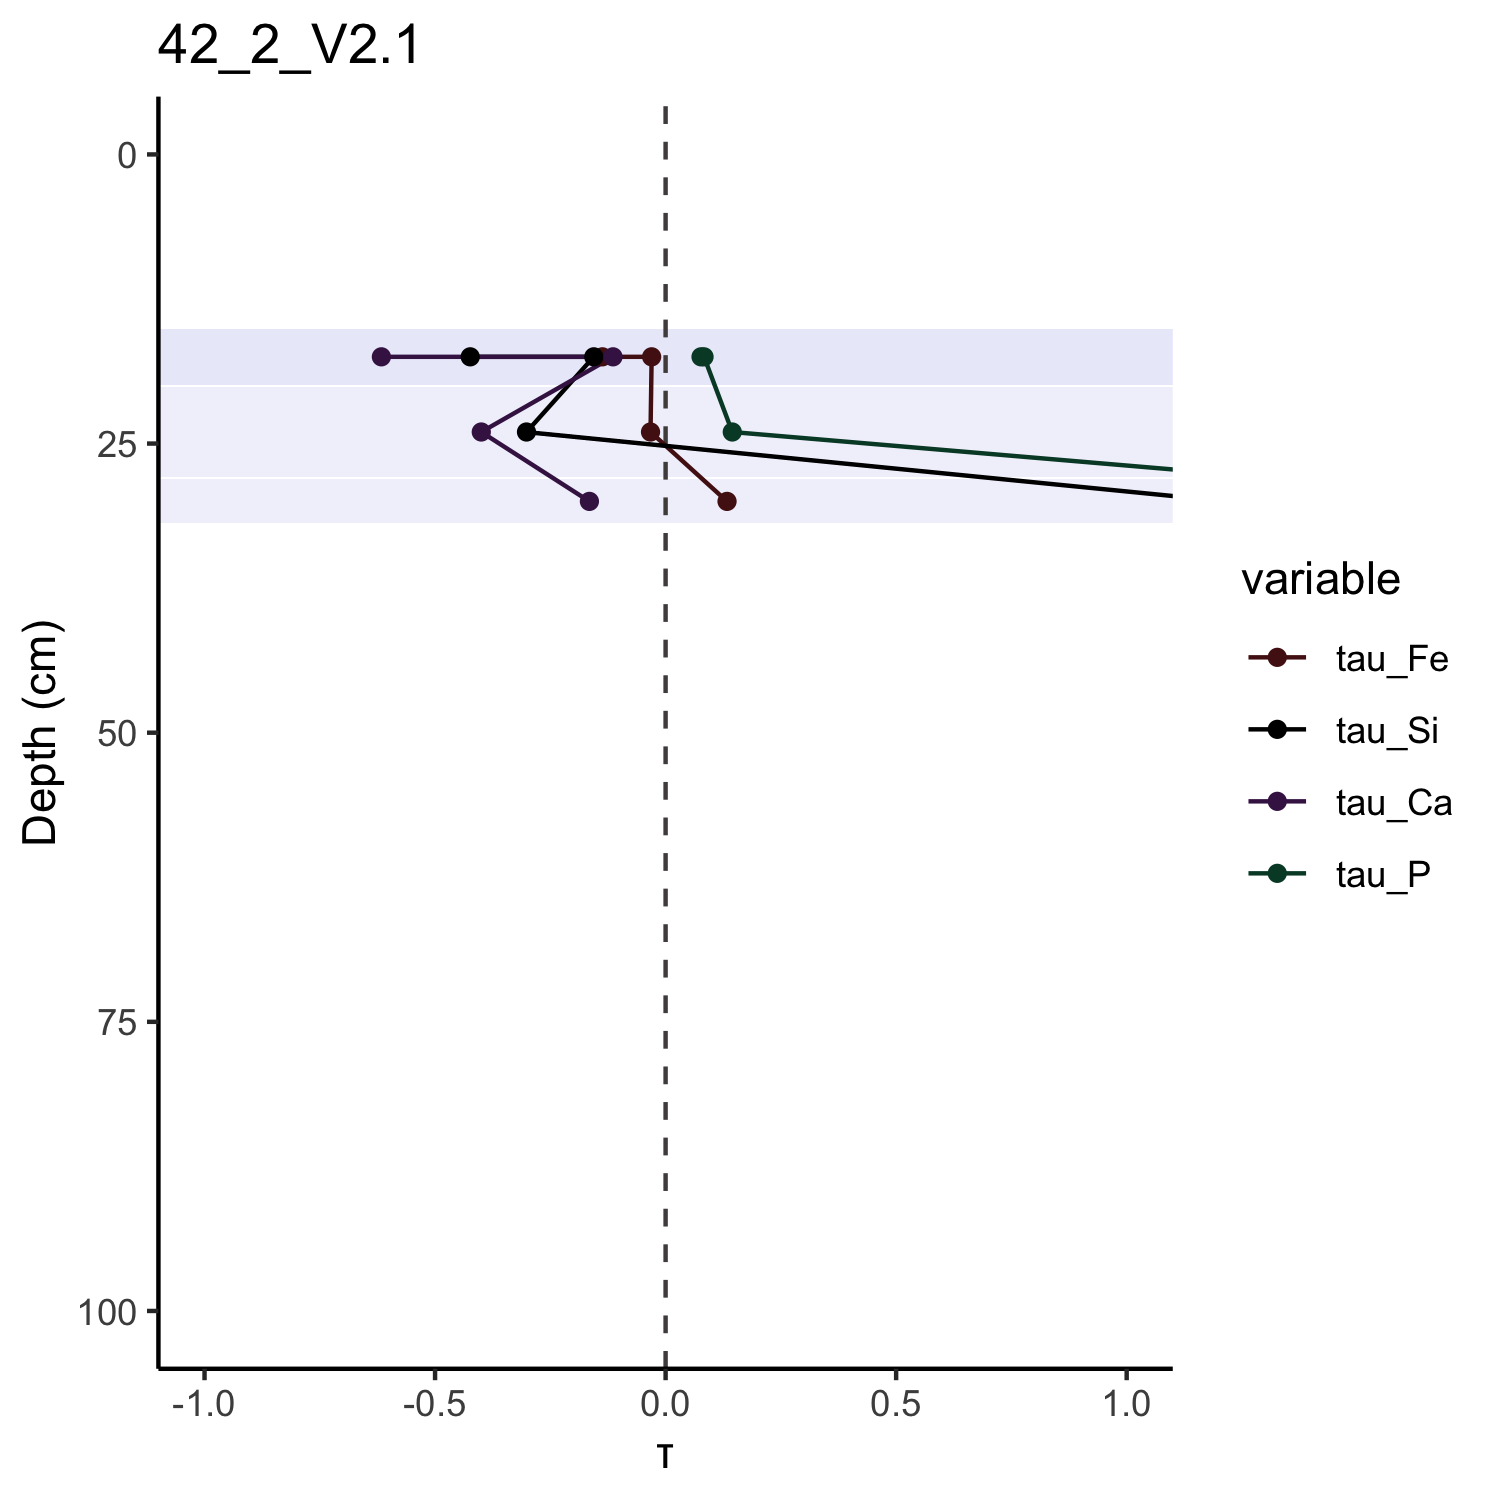 42_2_V2.1
0
25
50
75
100
Depth (cm)
-1.0 -0.5 0.0 0.5 1.0
τ
variable
tau_Fe
tau_Si
tau_Ca
tau_P